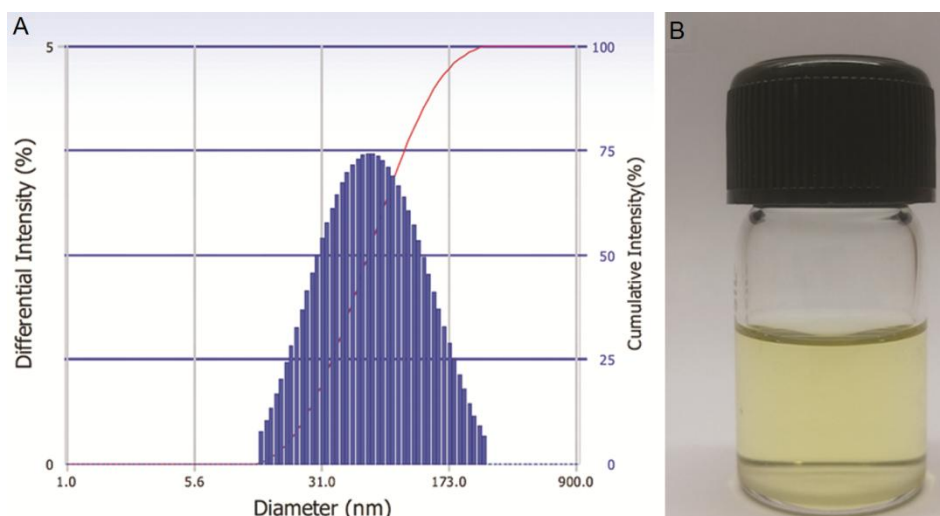 A
B
5
100
75
50
25
0
0
Differential Intensity (%)
Cumulative Intensity(%)
1.0 5.6 31.0 173.0 900.0
Diameter (nm)